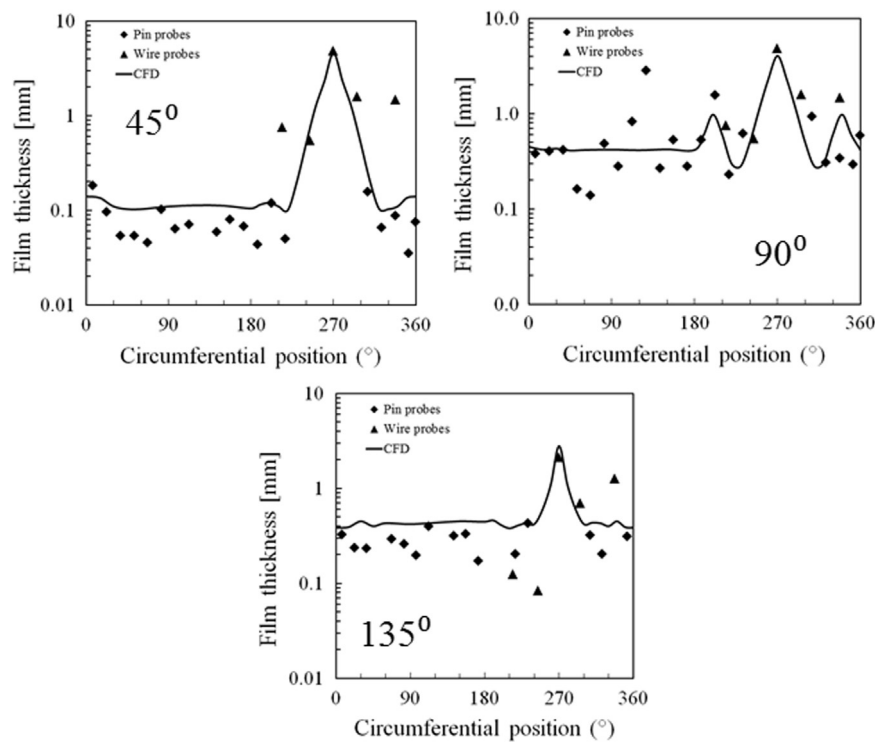 10
1
0.1
0.01
Film thickness [mm]
Pin probes
Wire probes
CFD
45⁰
0 90 180 270 360
Circumferential position (°)
10.0
1.0
0.1
0.0
Film thickness [mm]
Pin probes
Wire probes
CFD
90⁰
0 90 180 270 360
Circumferential position (°)
10
1
0.1
0.01
Film thickness [mm]
Pin probes
Wire probes
CFD
135⁰
0 90 180 270 360
Circumferential position (°)